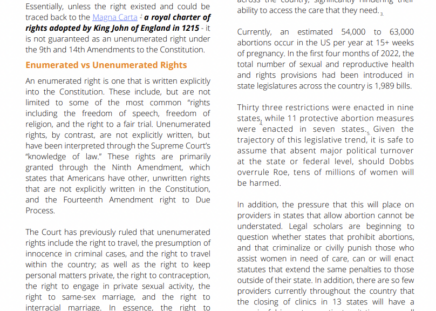 Essentially, unless the right existed and could be
traced back to the Magna Carta - a royal charter of
rights adopted by King John of England in 1215 - it
is not guaranteed as an unenumerated right under
the 9th and 14th Amendments to the Constitution.
Enumerated vs Unenumerated Rights
An enumerated right is one that is written explicitly
into the Constitution. These include, but are not
limited to some of the most common "rights
including the freedom of speech, freedom of
religion, and the right to a fair trial. Unenumerated
rights, by contrast, are not explicitly written, but
have been interpreted through the Supreme Court's
"knowledge of law." These rights are primarily
granted through the Ninth Amendment, which
states that Americans have other, unwritten rights
that are not explicitly written in the Constitution,
and the Fourteenth Amendment right to Due
Process.
The Court has previously ruled that unenumerated
rights include the right to travel, the presumption of
innocence in criminal cases, and the right to travel
within the country; as well as the right to keep
personal matters private, the right to contraception,
the right to engage in private sexual activity, the
right to same-sex marriage, and the right to
interracial marriage. In essence, the right to
across the country, significantly hindering their
ability to access the care that they need.
Currently, an estimated 54,000 to 63,000
abortions occur in the US per year at 15+ weeks
of pregnancy. In the first four months of 2022, the
total number of sexual and reproductive health
and rights provisions had been introduced in
state legislatures across the country is 1,989 bills.
Thirty three restrictions were enacted in nine
states, while 11 protective abortion measures
were enacted in seven states. Given the
trajectory of this legislative trend, it is safe to
assume that absent major political turnover
at the state or federal level, should Dobbs
overrule Roe, tens of millions of women will
be harmed.
In addition, the pressure that this will place on
providers in states that allow abortion cannot be
understated. Legal scholars are beginning to
question whether states that prohibit abortions,
and that criminalize or civilly punish those who
assist women in need of care, can or will enact
statutes that extend the same penalties to those
outside of their state. In addition, there are so few
providers currently throughout the country that
the closing of clinics in 13 states will have a